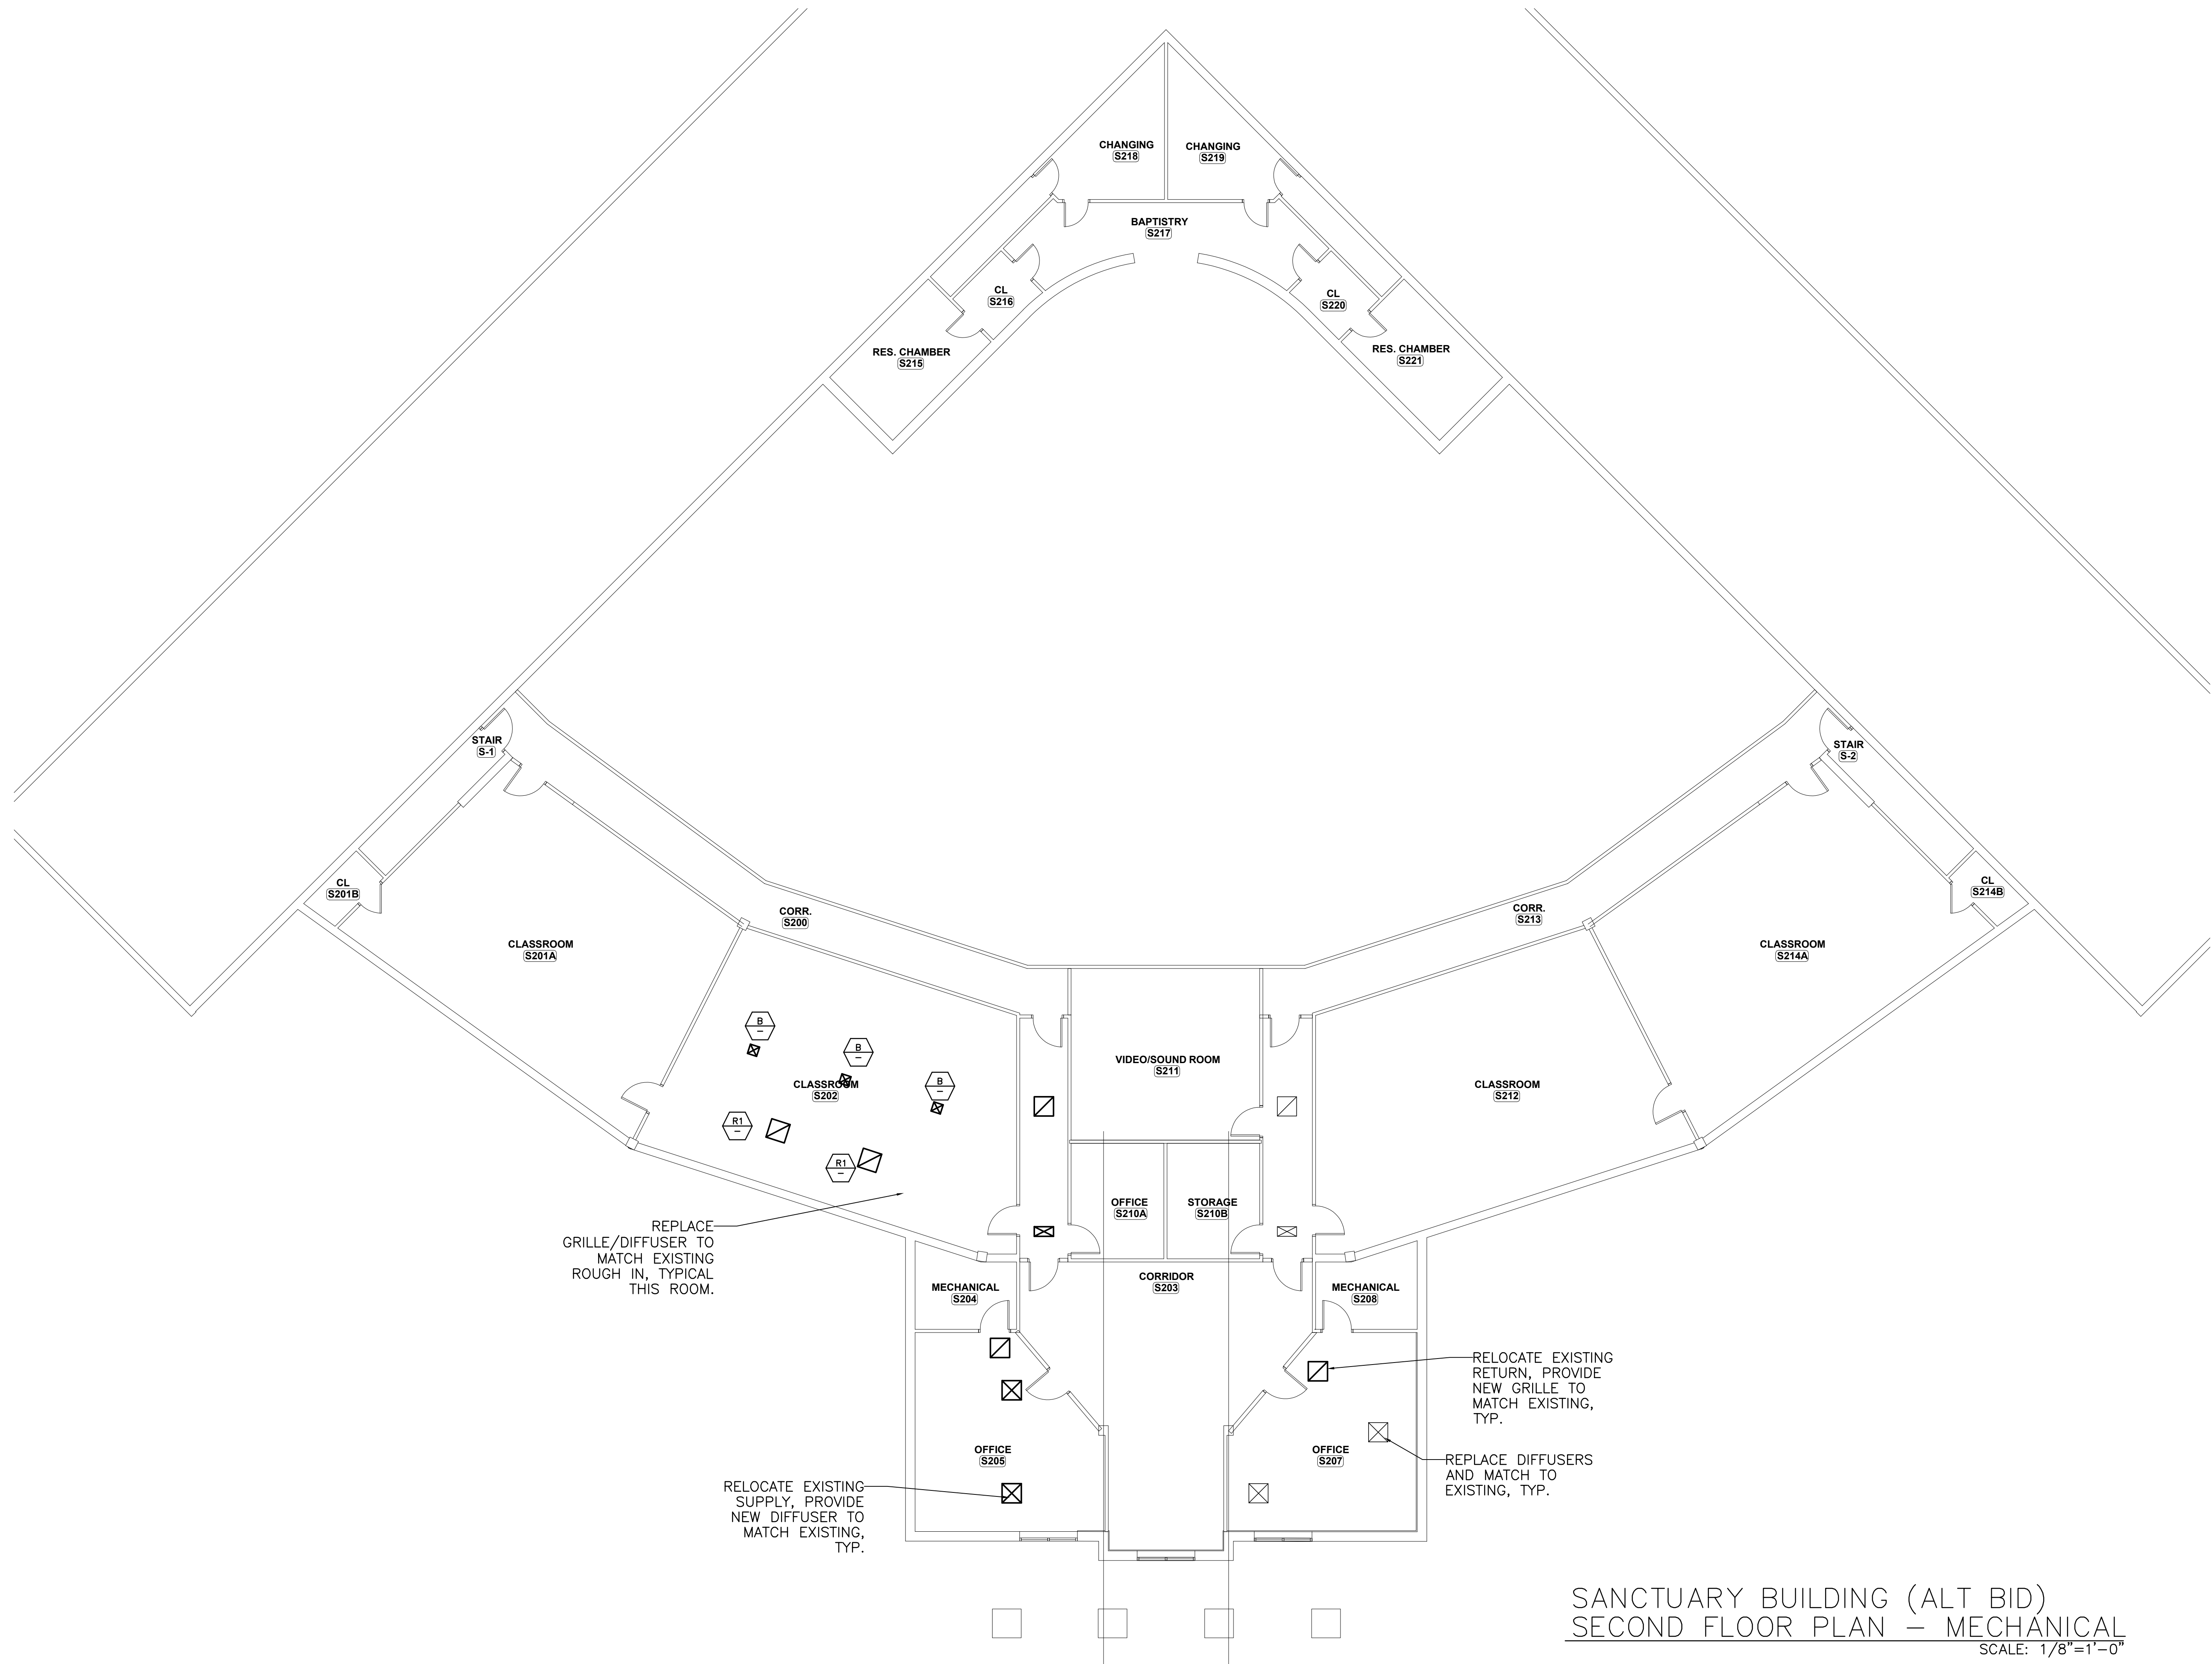 CHANGING
S218
CHANGING
S219
BAPTISTRY
S217
CL
S216
CL
S220
RES. CHAMBER
S215
RES. CHAMBER
S221
STAIR
S-1
STAIR
S-2
CL
S201B
CL
S214B
CORR.
S200
CORR.
S213
CLASSROOM
S201A
CLASSROOM
S214A
B
–
B
–
B
–
VIDEO/SOUND ROOM
S211
CLASSROOM
S202
CLASSROOM
S212
R1
–
R1
–
OFFICE
S210A
STORAGE
S210B
REPLACE
GRILLE/DIFFUSER TO
MATCH EXISTING
ROUGH IN, TYPICAL
THIS ROOM.
CORRIDOR
S203
MECHANICAL
S204
MECHANICAL
S208
RELOCATE EXISTING
RETURN, PROVIDE
NEW GRILLE TO
MATCH EXISTING,
TYP.
OFFICE
S205
OFFICE
S207
REPLACE DIFFUSERS
AND MATCH TO
EXISTING, TYP.
RELOCATE EXISTING
SUPPLY, PROVIDE
NEW DIFFUSER TO
MATCH EXISTING,
TYP.
SANCTUARY BUILDING (ALT BID)
SECOND FLOOR PLAN – MECHANICAL
SCALE: 1/8"=1'-0"